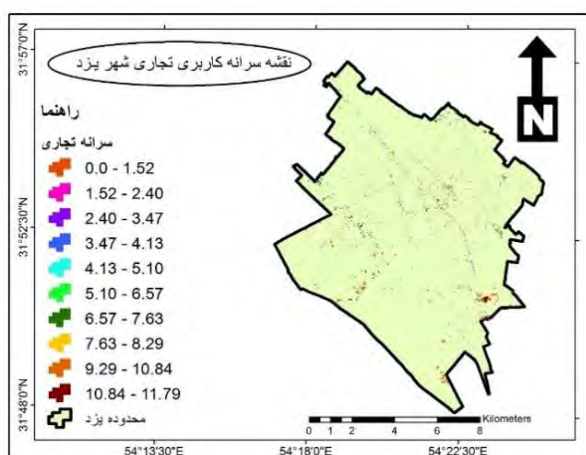 نقشه سرانه کاربری تجاری شهر یزد
N
راهنما
سرانه تجاری
0.0 - 1.52
1.52 - 2.40
2.40 - 3.47
3.47 - 4.13
4.13 - 5.10
5.10 - 6.57
6.57 - 7.63
7.63 - 8.29
9.29 - 10.84
10.84 - 11.79
محدوده یزد
31°57'0"N
31°52'30"N
31°48'0"N
Kilometers
0 1 2 4 6 8
54°13'30"E 54°18'0"E 54°22'30"E